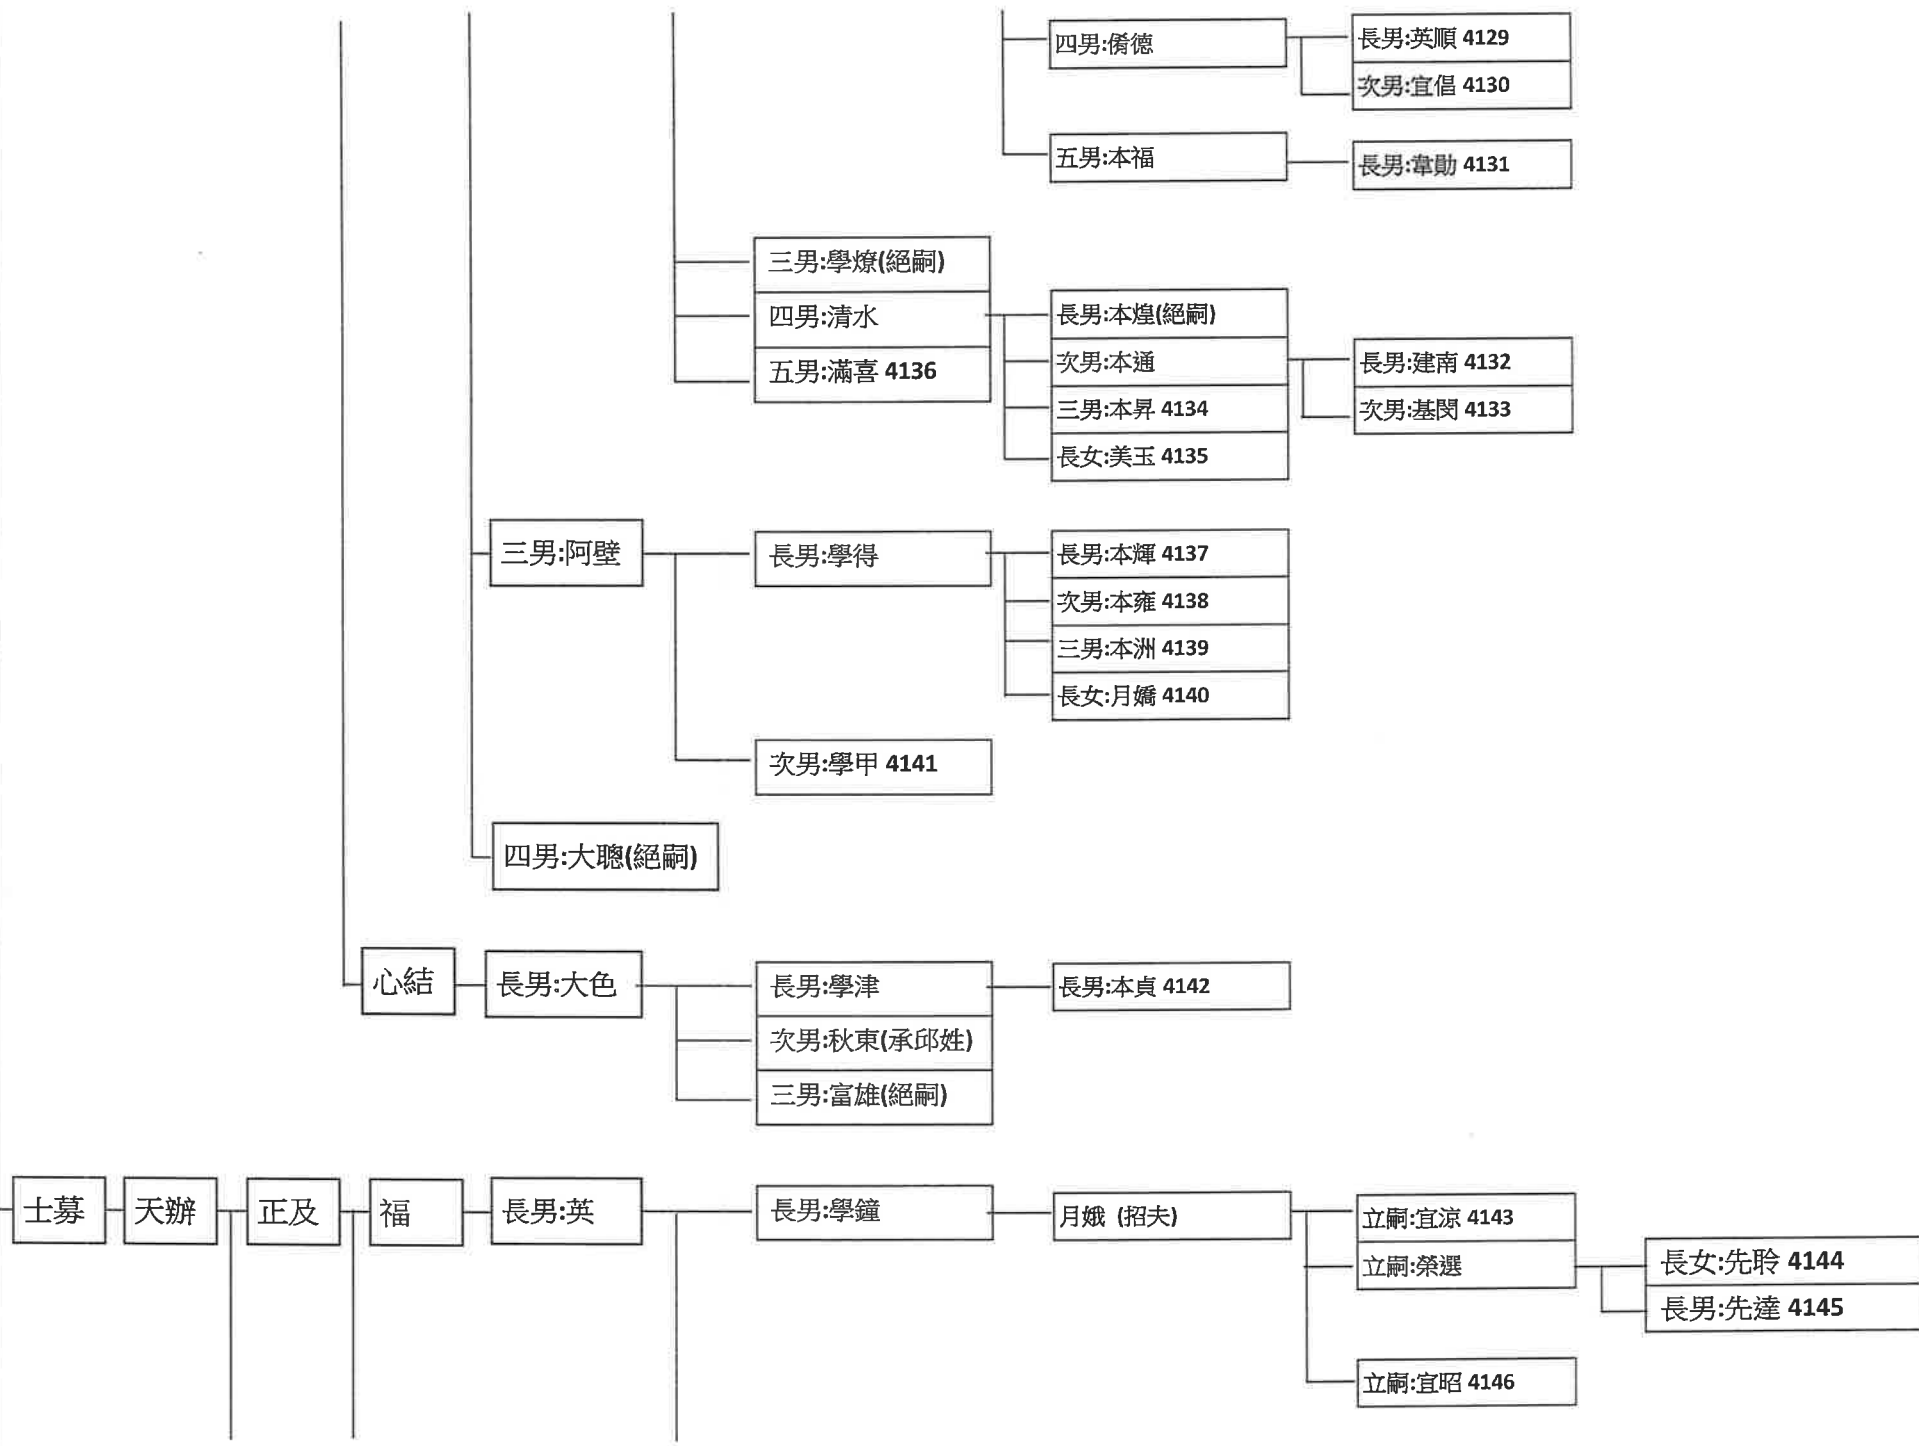 四男:侑德
長男:英順 4129
次男:宜倡 4130
五男:本福
長男:韋勛 4131
三男:學燎(絕嗣)
四男:清水
五男:滿喜 4136
長男:本煌(絕嗣)
次男:本通
三男:本昇 4134
長女:美玉 4135
長男:建南 4132
次男:基閔 4133
三男:阿壁
長男:學得
長男:本輝 4137
次男:本雍 4138
三男:本洲 4139
長女:月嬌 4140
次男:學甲 4141
四男:大聰(絕嗣)
心結
長男:大色
長男:學津
次男:秋東(承邱姓)
三男:富雄(絕嗣)
長男:本貞 4142
士募
天辦
正及
福
長男:英
長男:學鐘
月娥 (招夫)
立嗣:宜涼 4143
立嗣:榮選
立嗣:宜昭 4146
長女:先聆 4144
長男:先達 4145